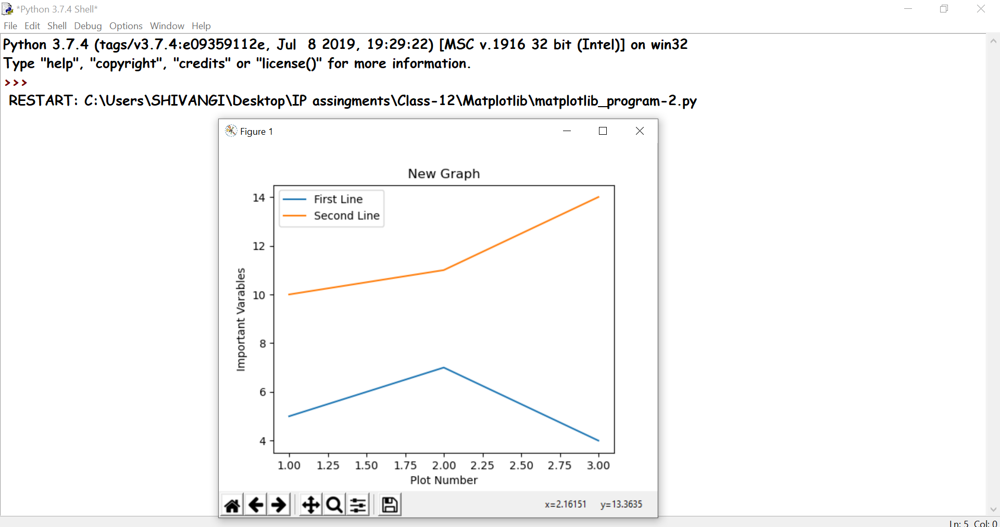 *Python 3.7.4 Shell*
File Edit Shell Debug Options Window Help
Python 3.7.4 (tags/v3.7.4:e09359112e, Jul  8 2019, 19:29:22) [MSC v.1916 32 bit (Intel)] on win32
Type "help", "copyright", "credits" or "license()" for more information.
>>>
RESTART: C:\Users\SHIVANGI\Desktop\IP assingments\Class-12\Matplotlib\matplotlib_program-2.py
Figure 1
New Graph
First Line
Second Line
14
12
10
8
6
4
Important Varables
1.00 1.25 1.50 1.75 2.00 2.25 2.50 2.75 3.00
Plot Number
x=2.16151 y=13.3635
Ln: 5 Col: 0